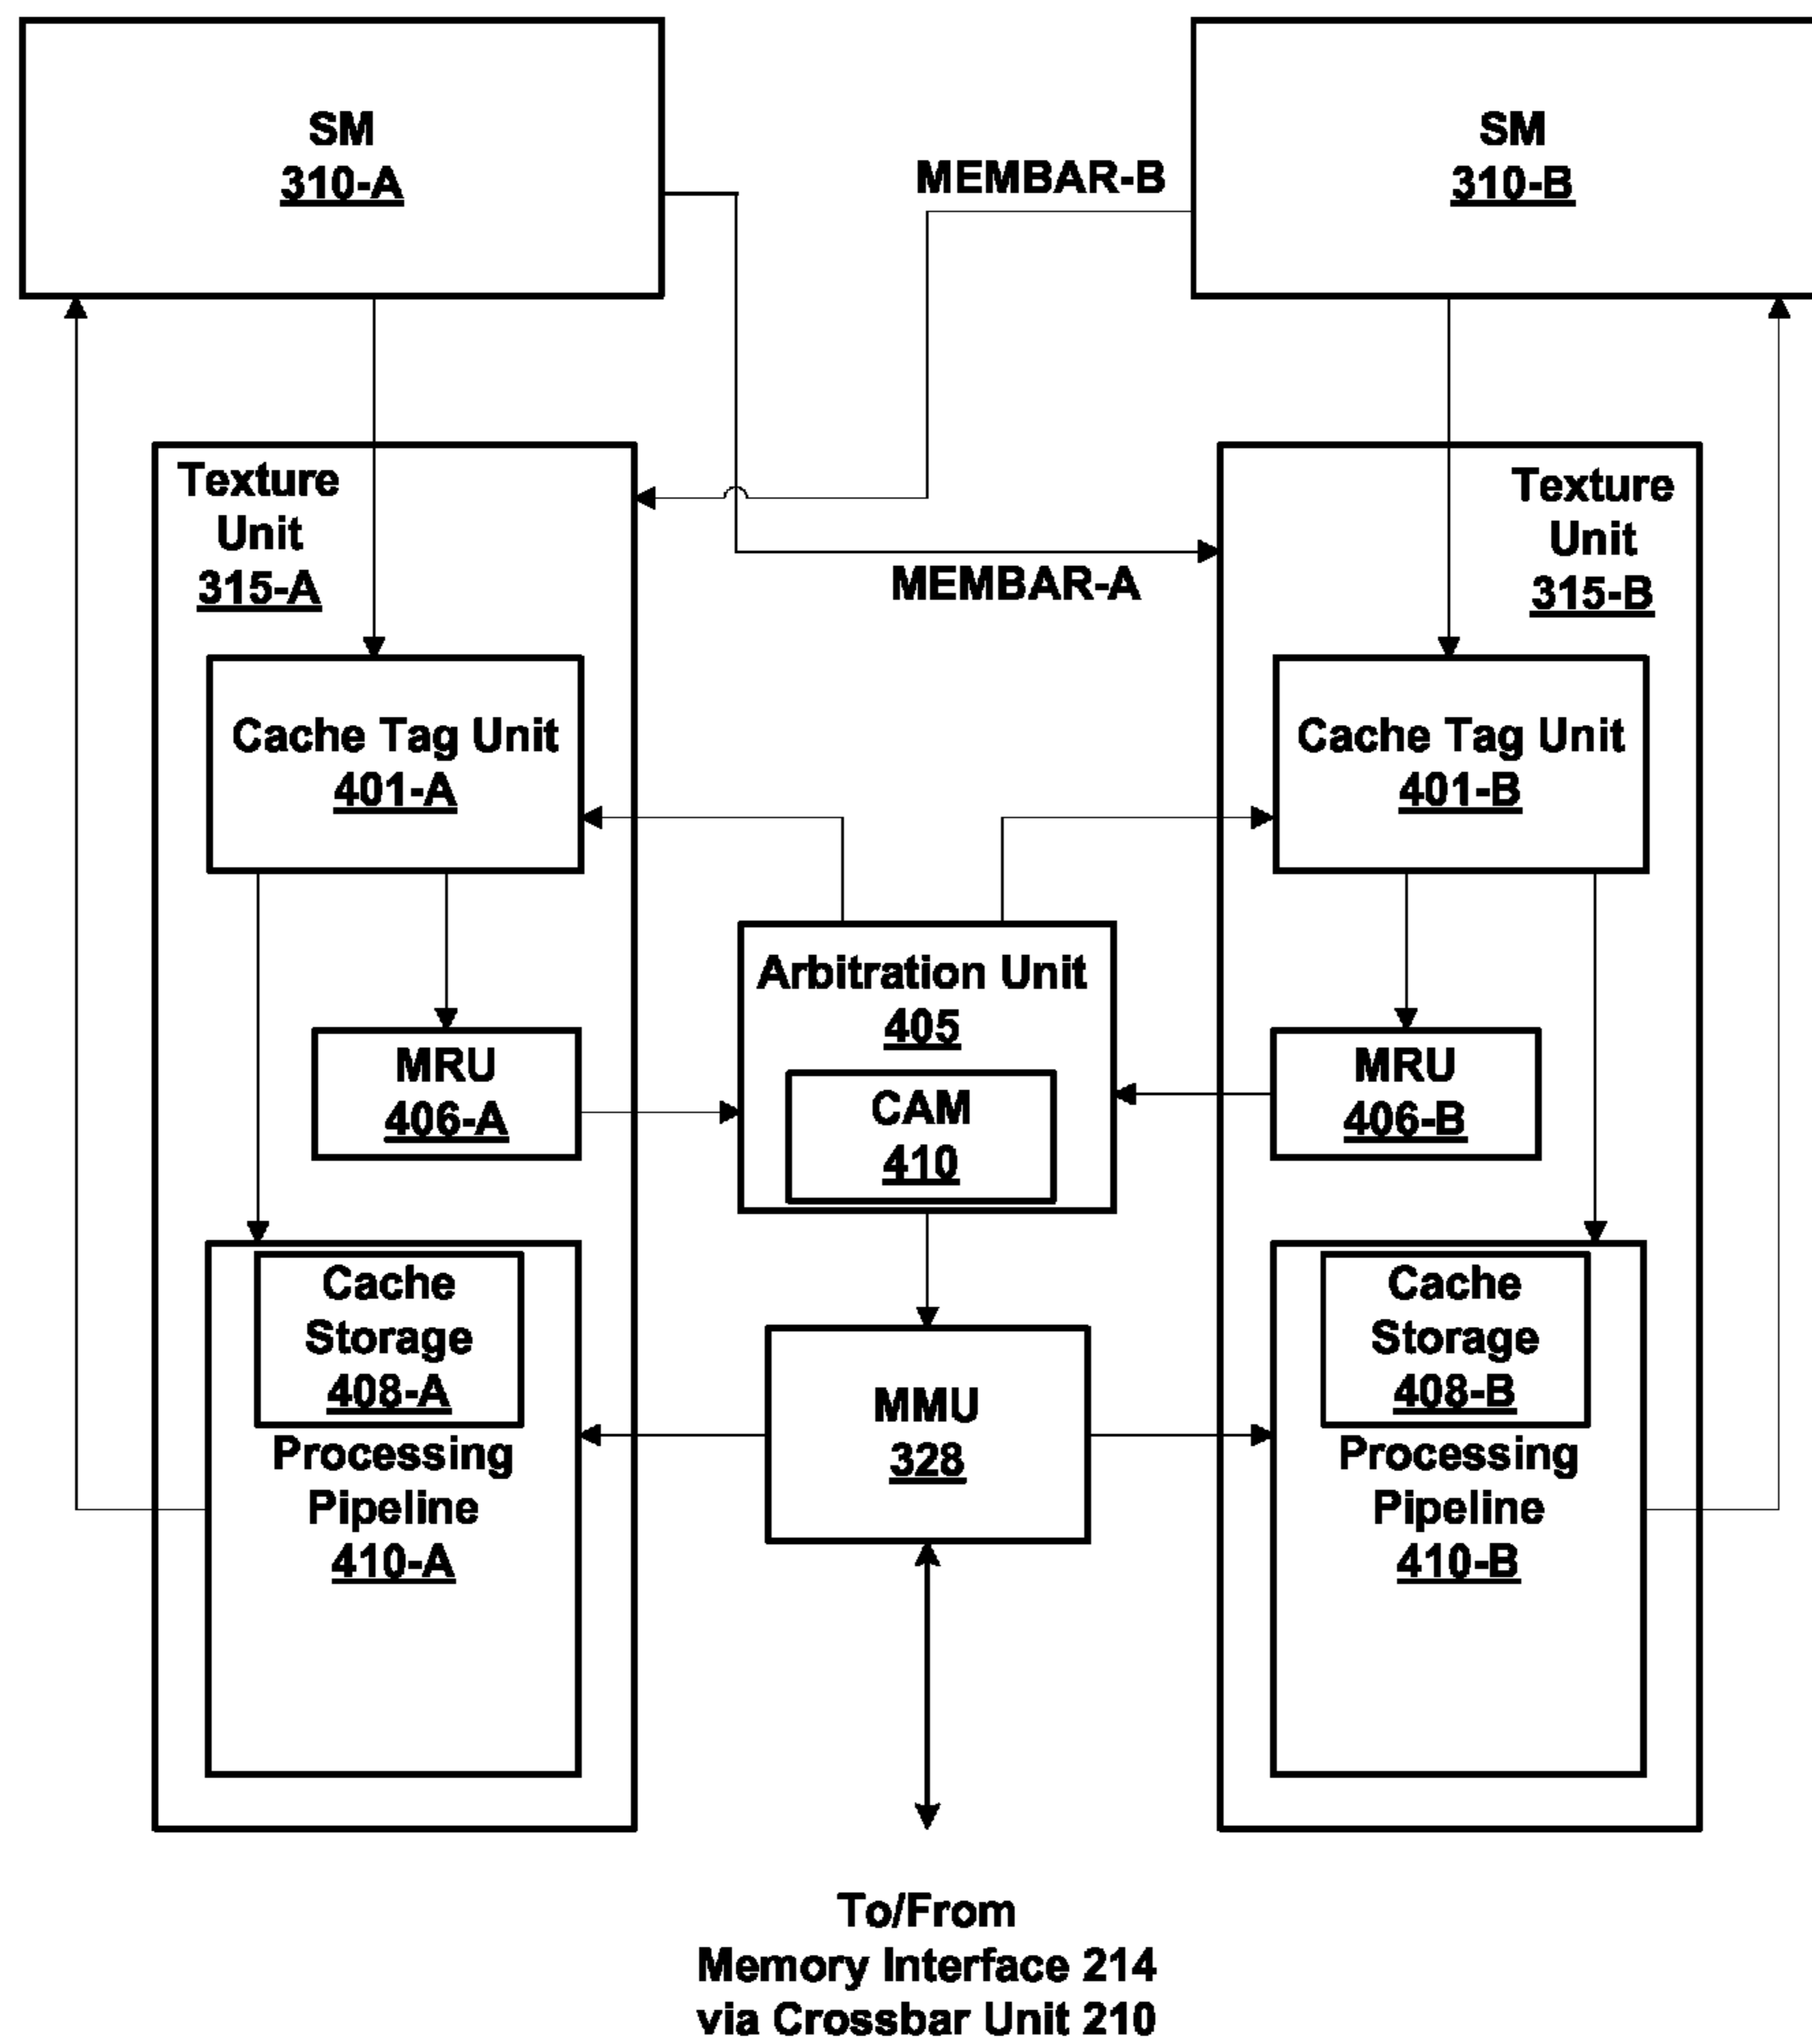 SM
310-A
SM
310-B
MEMBAR-B
MEMBAR-A
Texture
Unit
315-A
Texture
Unit
315-B
Cache Tag Unit
401-A
Cache Tag Unit
401-B
Arbitration Unit
405
CAM
410
MRU
406-A
MRU
406-B
Cache
Storage
408-A
Processing
Pipeline
410-A
MMU
328
Cache
Storage
408-B
Processing
Pipeline
410-B
To/From
Memory Interface 214
via Crossbar Unit 210